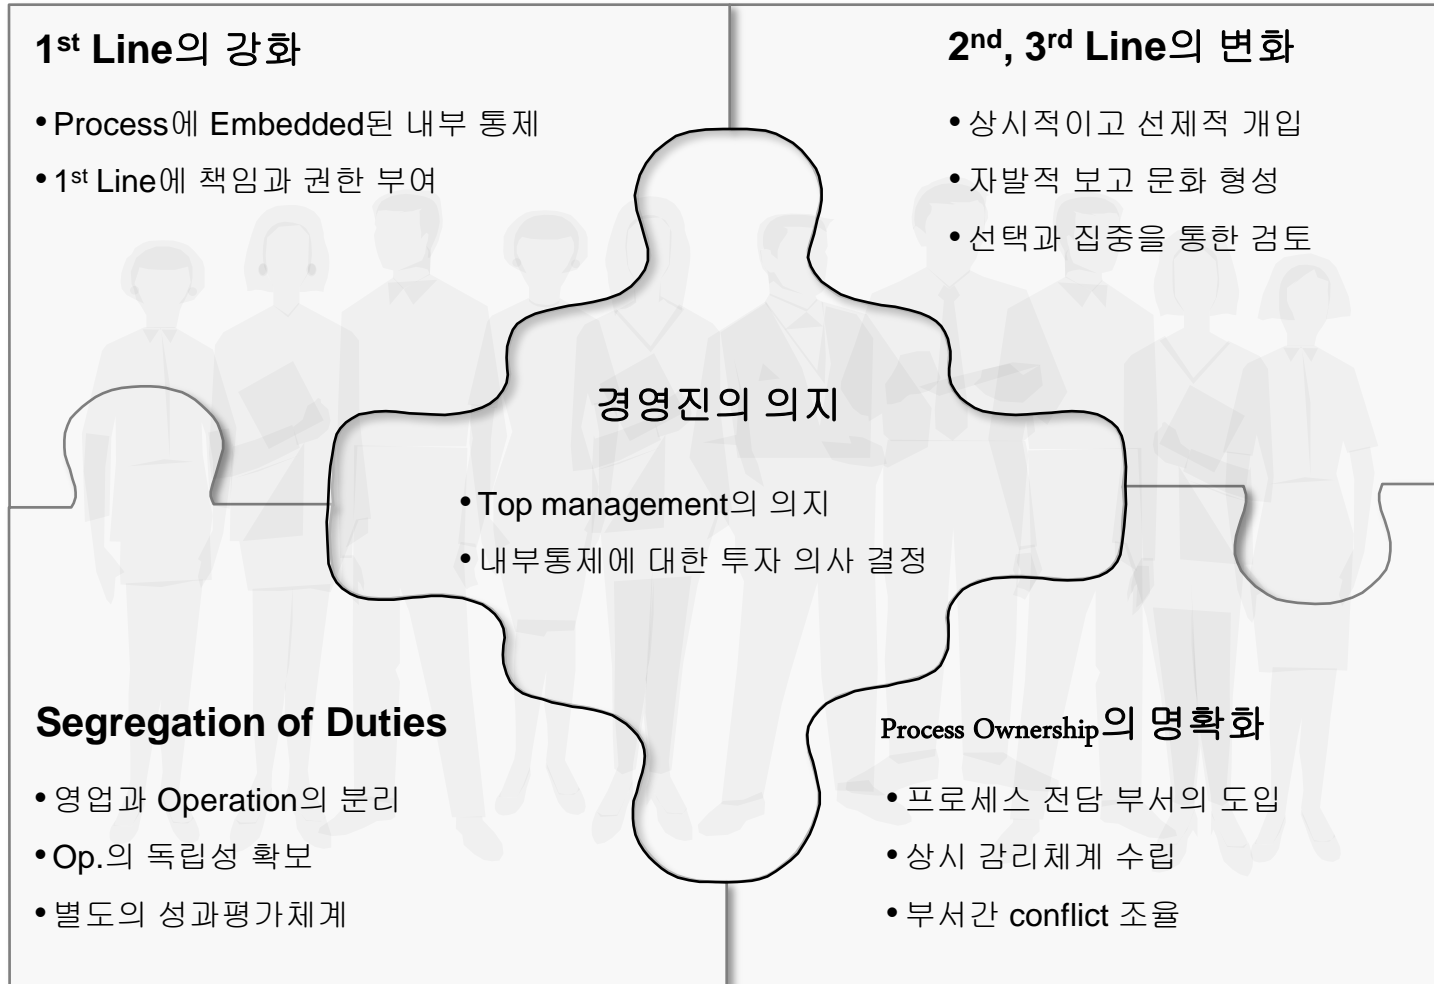 1st Line의 강화
• Process에 Embedded된 내부 통제
• 1st Line에 책임과 권한 부여
2nd, 3rd Line의 변화
• 상시적이고 선제적 개입
• 자발적 보고 문화 형성
• 선택과 집중을 통한 검토
경영진의 의지
• Top management의 의지
• 내부통제에 대한 투자 의사 결정
Segregation of Duties
• 영업과 Operation의 분리
• Op.의 독립성 확보
• 별도의 성과평가체계
Process Ownership의 명확화
• 프로세스 전담 부서의 도입
• 상시 감리체계 수립
• 부서간 conflict 조율